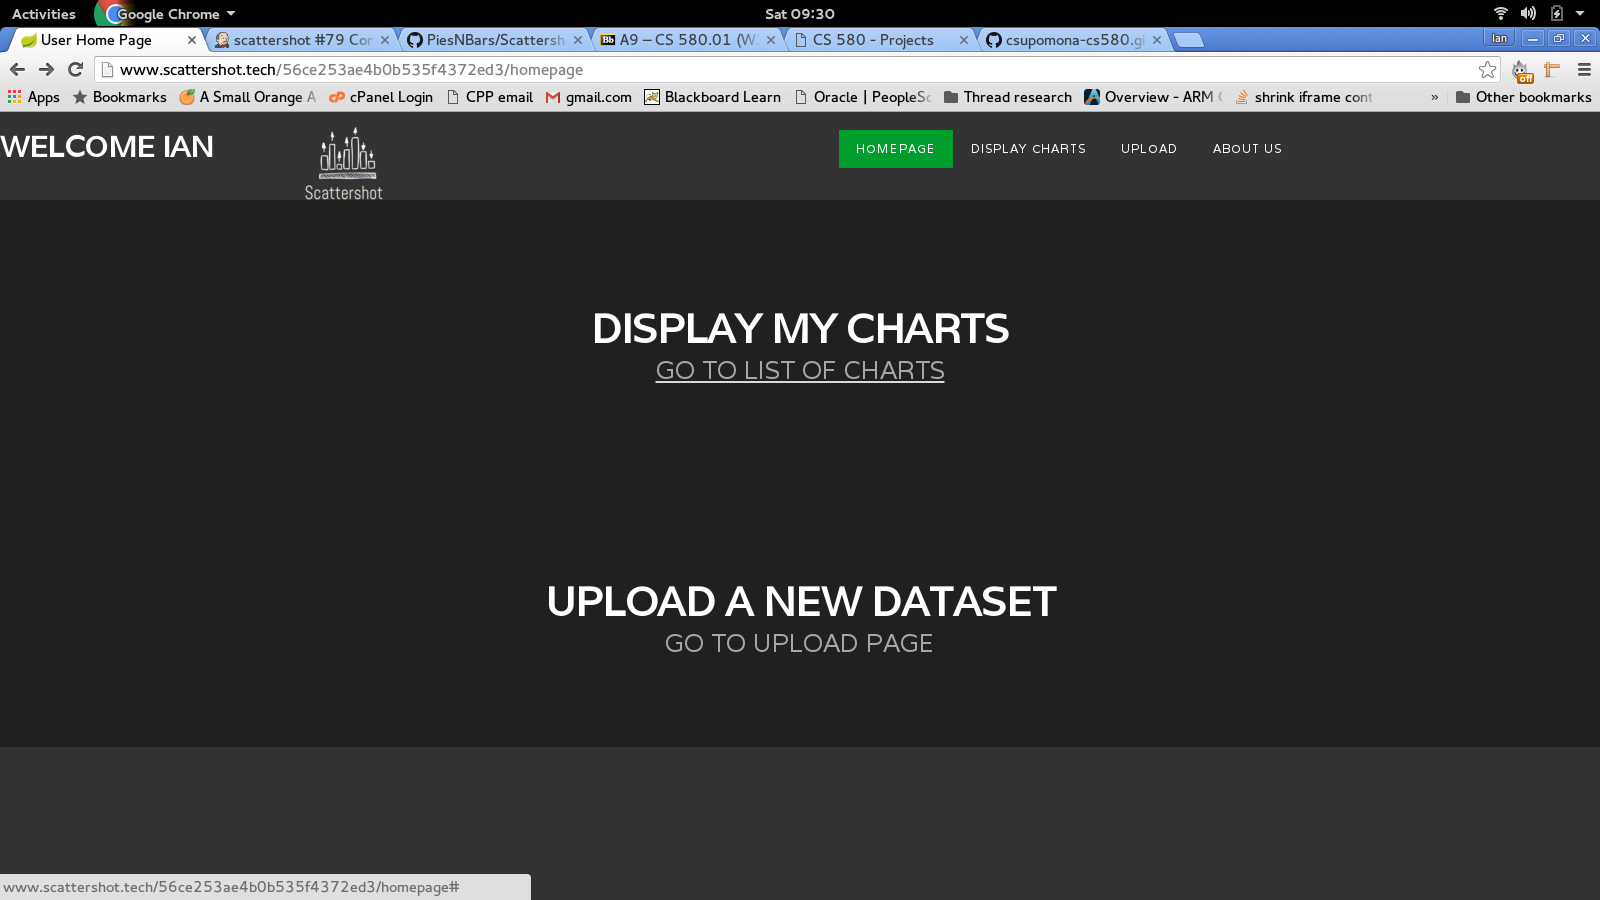 Activities Google Chrome Sat 09:30
User Home Page scattershot #79 Con PiesNBars/Scattersh A9 – CS 580.01 (W CS 580 - Projects csupomona-cs580.gi Ian
www.scattershot.tech/56ce253ae4b0b535f4372ed3/homepage off
Apps Bookmarks A Small Orange A cPanel Login CPP email gmail.com Blackboard Learn Oracle | PeopleSo Thread research Overview - ARM shrink iframe cont » Other bookmarks
WELCOME IAN Scattershot HOMEPAGE DISPLAY CHARTS UPLOAD ABOUT US
DISPLAY MY CHARTS
GO TO LIST OF CHARTS
UPLOAD A NEW DATASET
GO TO UPLOAD PAGE
www.scattershot.tech/56ce253ae4b0b535f4372ed3/homepage#